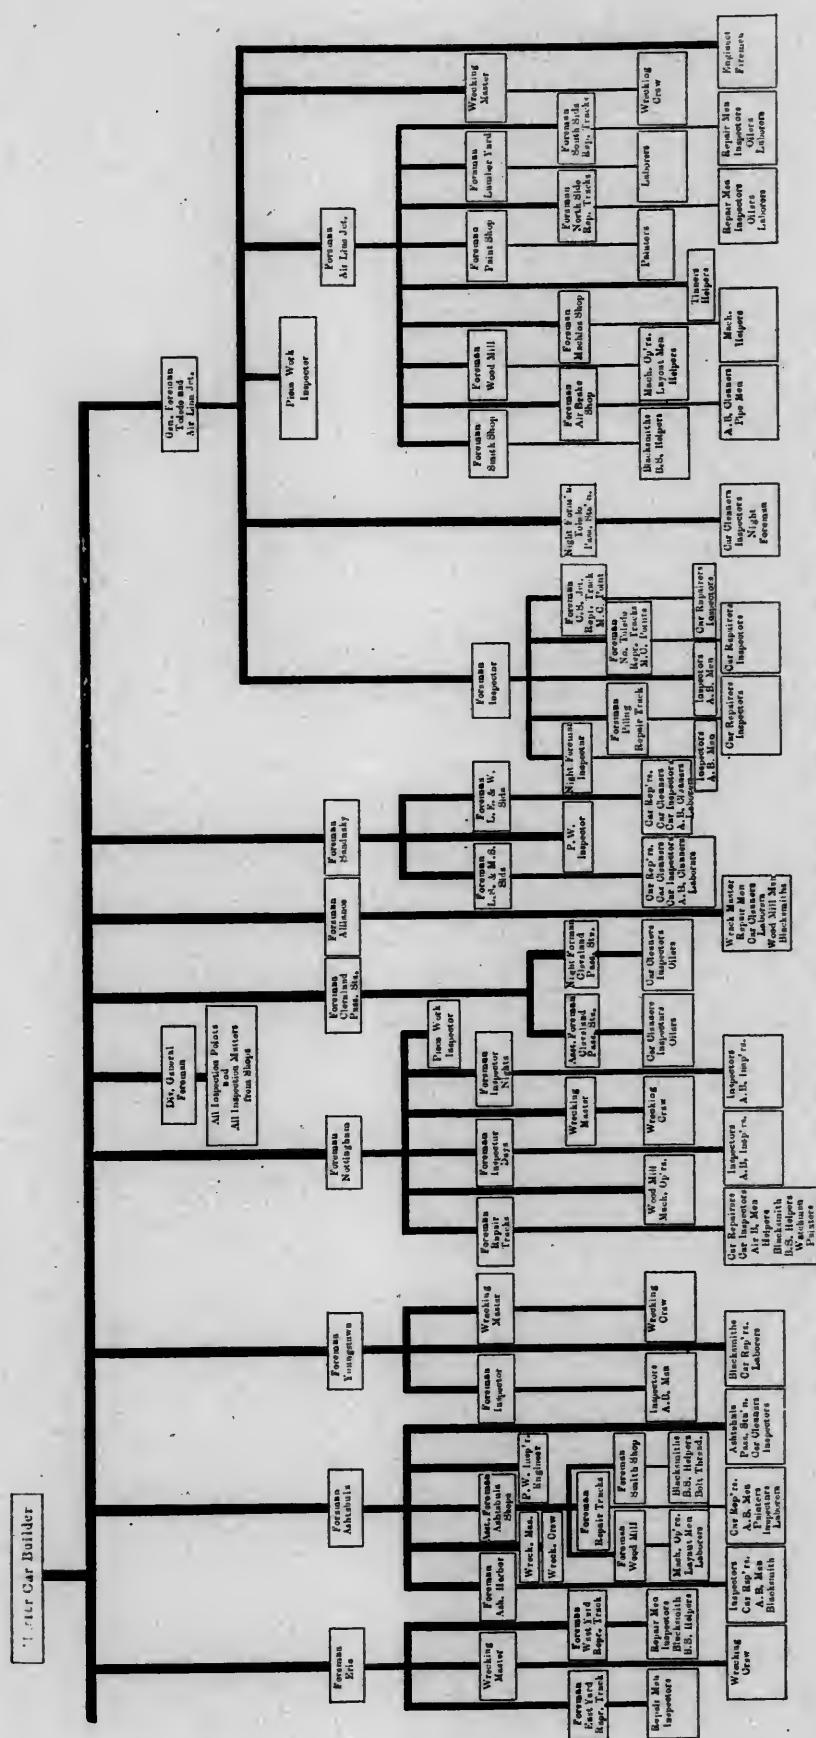 Car Builder
Foreman
Erie
Foreman
East Yard
Repr. Track
Repair Men
Inspectors
Wrecking
Master
Wrecking
Crew
Foreman
West Yard
Repr. Track
Repair Men
Inspectors
Blacksmith
B.S. Helpers
Foreman
Ashtabula
Foreman
Ash. Harbor
Inspectors
Car Rep'rs.
A.B. Men
Blacksmith
Wreck. Mas.
Wreck. Crew
Asst. Foreman
Ashtabula
Shops
P.W. Insp'r.
Engineer
Foreman
Repair Tracks
Foreman
Wood Mill
Mach. Op'rs.
Layout Men
Laborers
Foreman
Smith Shop
Blacksmiths
B.S. Helpers
Bolt Thread.
Car Rep'rs.
A.B. Men
Painters
Inspectors
Laborers
Ashtabula
Pass. Sta'n.
Car Cleaners
Inspectors
Foreman
Youngstown
Foreman
Inspector
Inspectors
A.B. Men
Wrecking
Master
Wrecking
Crew
Blacksmiths
Car Rep'rs.
Laborers
Div. General
Foreman
All Inspection Points
and
All Inspection Matters
from Shops
Foreman
Nottingham
Foreman
Repair
Tracks
Car Repairers
Car Inspectors
Air B. Men
Helpers
Blacksmith
B.S. Helpers
Watchman
Painters
Wood Mill
Mach. Op'rs.
Foreman
Inspector
Days
Inspectors
A.B. Insp'rs.
Wrecking
Master
Wrecking
Crew
Foreman
Inspector
Nights
Inspectors
A.B. Insp'rs.
Piece Work
Inspector
Foreman
Cleveland
Pass. Sta.
Asst. Foreman
Cleveland
Pass. Stv.
Car Cleaners
Inspectors
Oilers
Night Forman
Cleveland
Pass. Stv.
Car Cleaners
Inspectors
Oilers
Foreman
Alliance
Wreck Master
Repair Men
Car Cleaners
Laborers
Wood Mill Men
Blacksmiths
Foreman
Sandusky
Foreman
L.S. & M.S.
Side
Car Rep'rs.
Car Cleaners
Car Inspectors
A.B. Cleaners
Laborers
P.W.
Inspector
Foreman
L.E. & W.
Side
Car Rep'rs.
Car Cleaners
Car Inspectors
A.B. Cleaners
Laborers
Gen. Foreman
Toledo and
Air Line Jct.
Foreman
Inspector
Night Foreman
Inspector
Inspectors
A.B. Men
Foreman
Piling
Repair Track
Car Repairers
Inspectors
Inspectors
A.B. Men
Foreman
No. Toledo
Repr. Tracks
M.C. Points
Car Repairers
Inspectors
Foreman
C.S. Jct.
Repr. Track
M.C. Point
Car Repairers
Inspectors
Night Forem'n.
Toledo
Pass. Sta'n.
Car Cleaners
Inspectors
Night
Foreman
Piece Work
Inspector
Foreman
Air Line Jct.
Foreman
Smith Shop
Blacksmiths
B.S. Helpers
Foreman
Air Brake
Shop
A.B. Cleaners
Pipe Men
Foreman
Wood Mill
Mach. Op'rs.
Layout Men
Helpers
Foreman
Machine Shop
Mach.
Helpers
Tinners
Helpers
Foreman
Paint Shop
Painters
Foreman
North Side
Rep. Tracks
Repair Men
Inspectors
Oilers
Laborers
Foreman
Lumber Yard
Laborers
Foreman
South Side
Rep. Tracks
Repair Men
Inspectors
Oilers
Laborers
Wrecking
Master
Wrecking
Crew
Engineer
Firemen